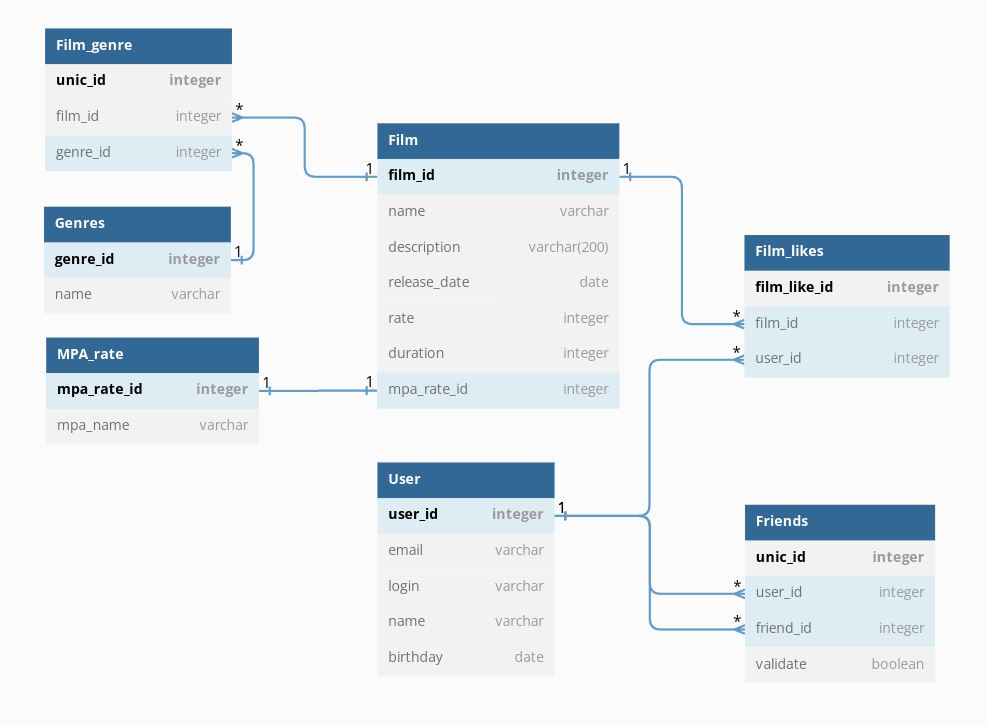 Film_genre
unic_id integer
film_id integer
genre_id integer
*
*
Genres
genre_id integer
name varchar
1
MPA_rate
mpa_rate_id integer
mpa_name varchar
1
1
Film
film_id integer
name varchar
description varchar(200)
release_date date
rate integer
duration integer
mpa_rate_id integer
1
1
User
user_id integer
email varchar
login varchar
name varchar
birthday date
1
Film_likes
film_like_id integer
film_id integer
user_id integer
*
*
Friends
unic_id integer
user_id integer
friend_id integer
validate boolean
*
*